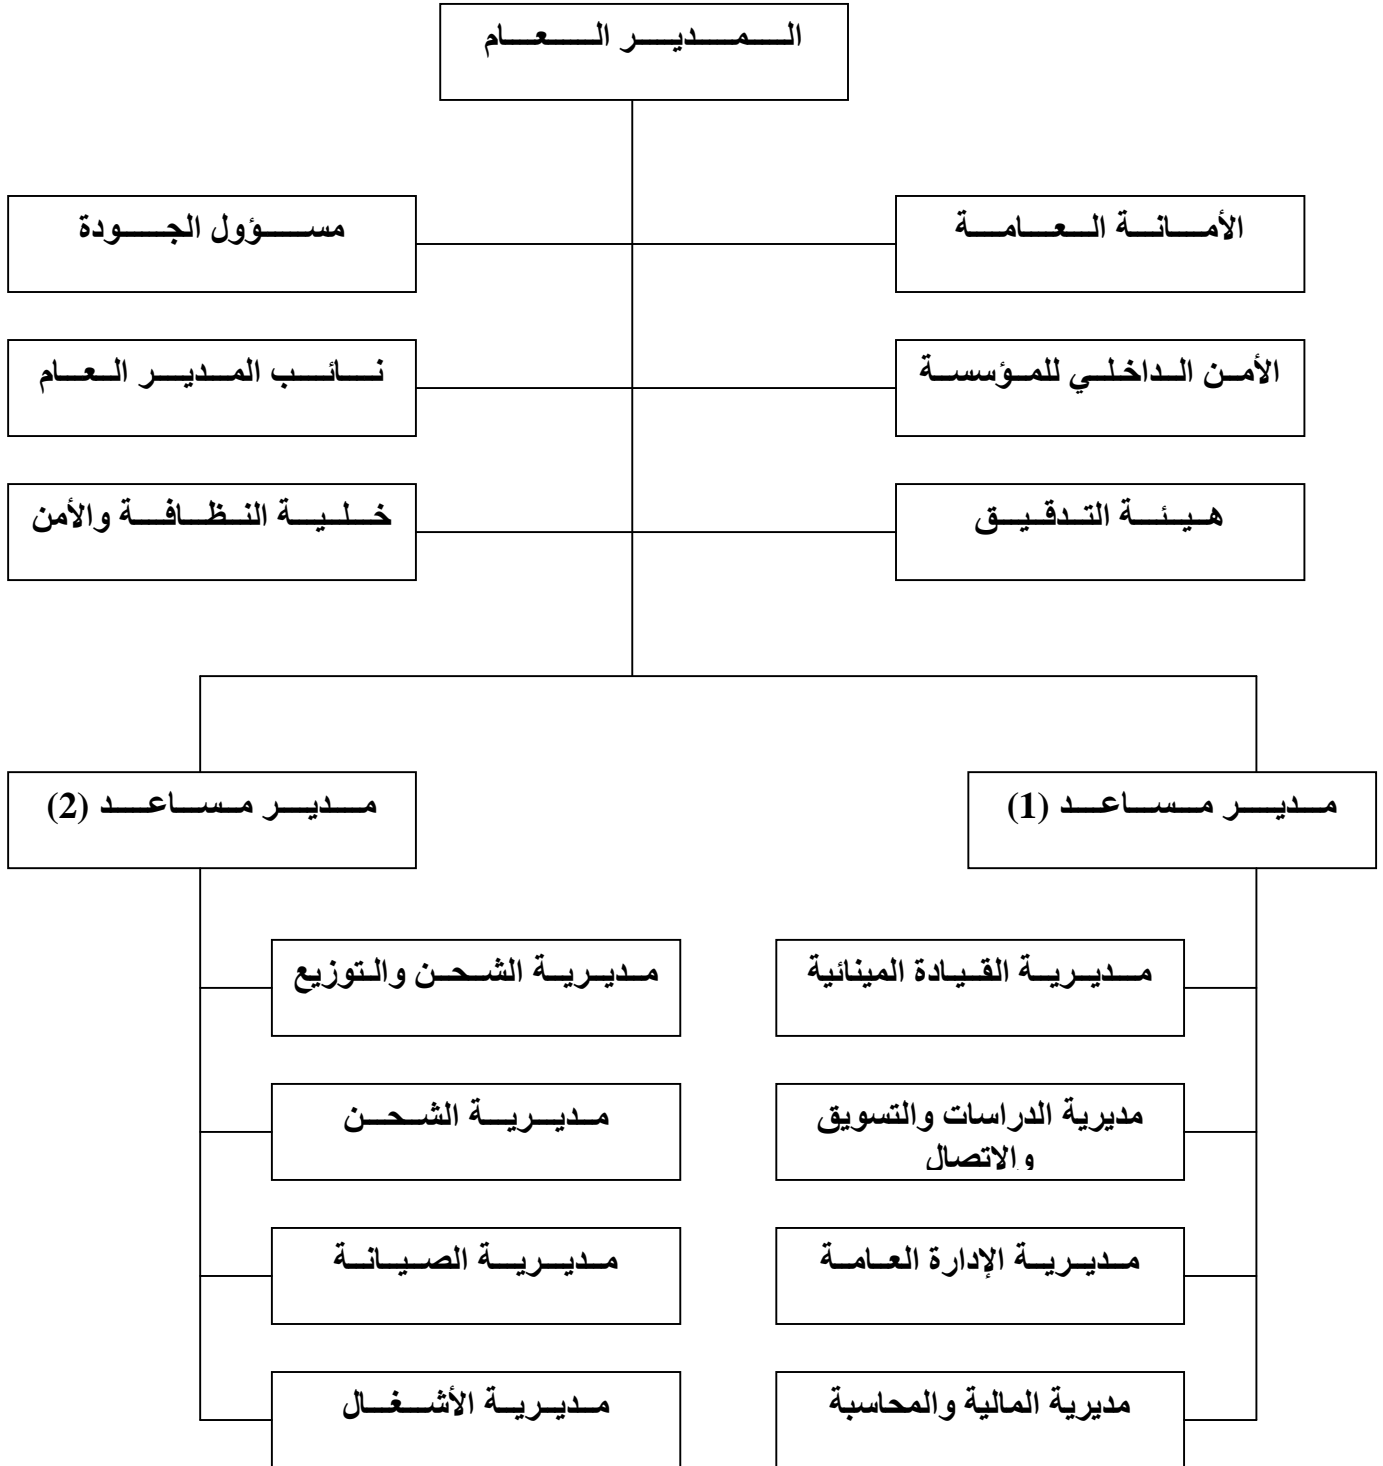 المدير العام
الأمانة العامة
مسؤول الجودة
الأمن الداخلي للمؤسسة
نائب المدير العام
هيئة التدقيق
خلية النظافة والأمن
مدير مساعد (1)
مدير مساعد (2)
مديرية القيادة المينائية
مديرية الشحن والتوزيع
مديرية الدراسات والتسويق
والاتصال
مديرية الشحن
مديرية الإدارة العامة
مديرية الصيانة
مديرية المالية والمحاسبة
مديرية الأشغال